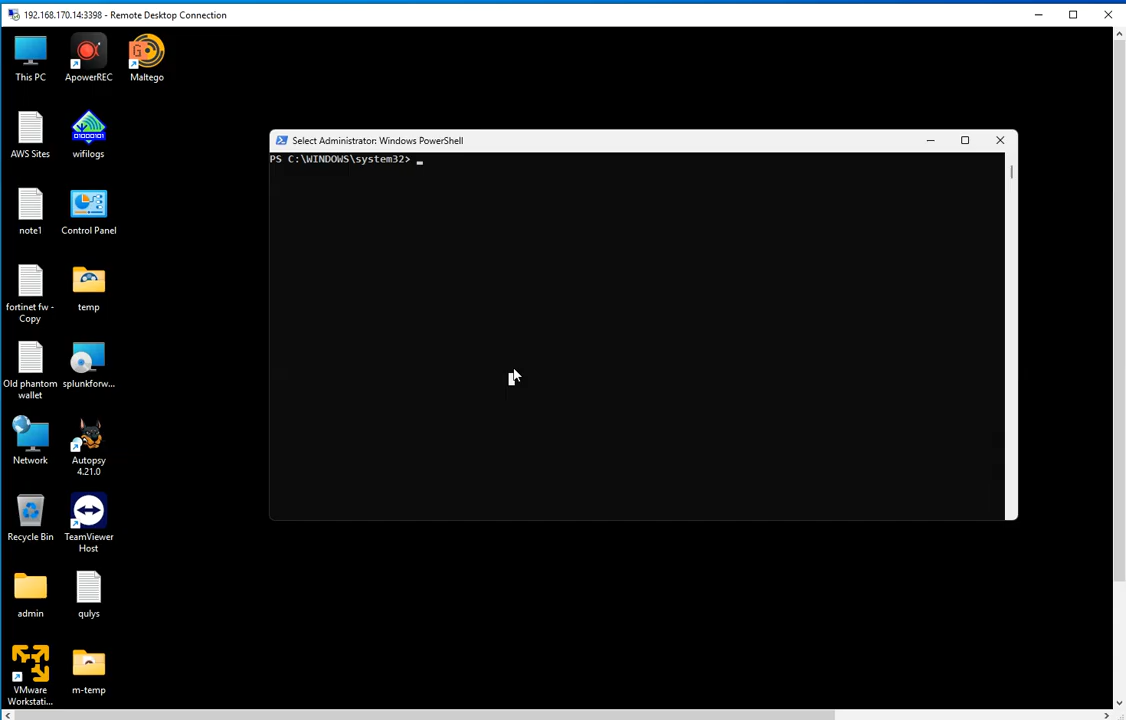 192.168.170.14:3398 - Remote Desktop Connection
This PC
ApowerREC
Maltego
Select Administrator: Windows PowerShell
PS C:\WINDOWS\system32>
AWS Sites
wifilogs
01000101
note1
Control Panel
fortinet fw -
Copy
temp
Old phantom
wallet
splunkforw...
Network
Autopsy
4.21.0
Recycle Bin
TeamViewer
Host
admin
qulys
VMware
Workstati...
m-temp